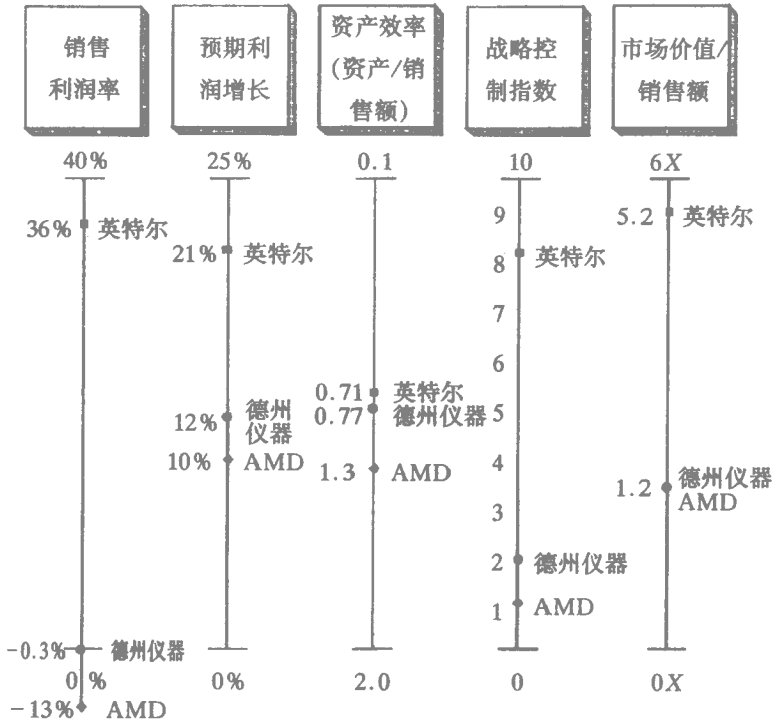 销售
利润率
预期利
润增长
资产效率
(资产/销
售额)
战略控
制指数
市场价值/
销售额
40%
36% 英特尔
-0.3% 德州仪器
0%
-13% AMD
25%
21% 英特尔
12% 德州
仪器
10% AMD
0%
0.1
0.71 英特尔
0.77 德州仪器
1.3 AMD
2.0
10
9
8 英特尔
7
6
5
4
3
2 德州仪器
1 AMD
0
6X
5.2 英特尔
1.2 德州仪器
AMD
0X